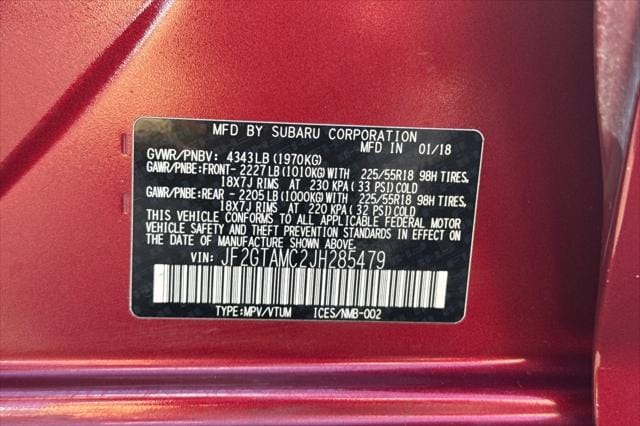 MFD BY SUBARU CORPORATION
MFD IN 01/18
GVWR/PNBV: 4343LB(1970KG)
GAWR/PNBE:FRONT- 2227LB(1010KG)WITH 225/55R18 98H TIRES,
18X7J RIMS AT 230 KPA(33 PSI)COLD
GAWR/PNBE:REAR - 2205LB(1000KG)WITH 225/55R18 98H TIRES,
18X7J RIMS AT 220 KPA(32 PSI)COLD
THIS VEHICLE CONFORMS TO ALL APPLICABLE FEDERAL MOTOR
VEHICLE SAFETY AND THEFT PREVENTION STANDARDS IN EFFECT
ON THE DATE OF MANUFACTURE SHOWN ABOVE.
VIN: JF2GTAMC2JH285479
TYPE:MPV/VTUM ICES/NMB-002